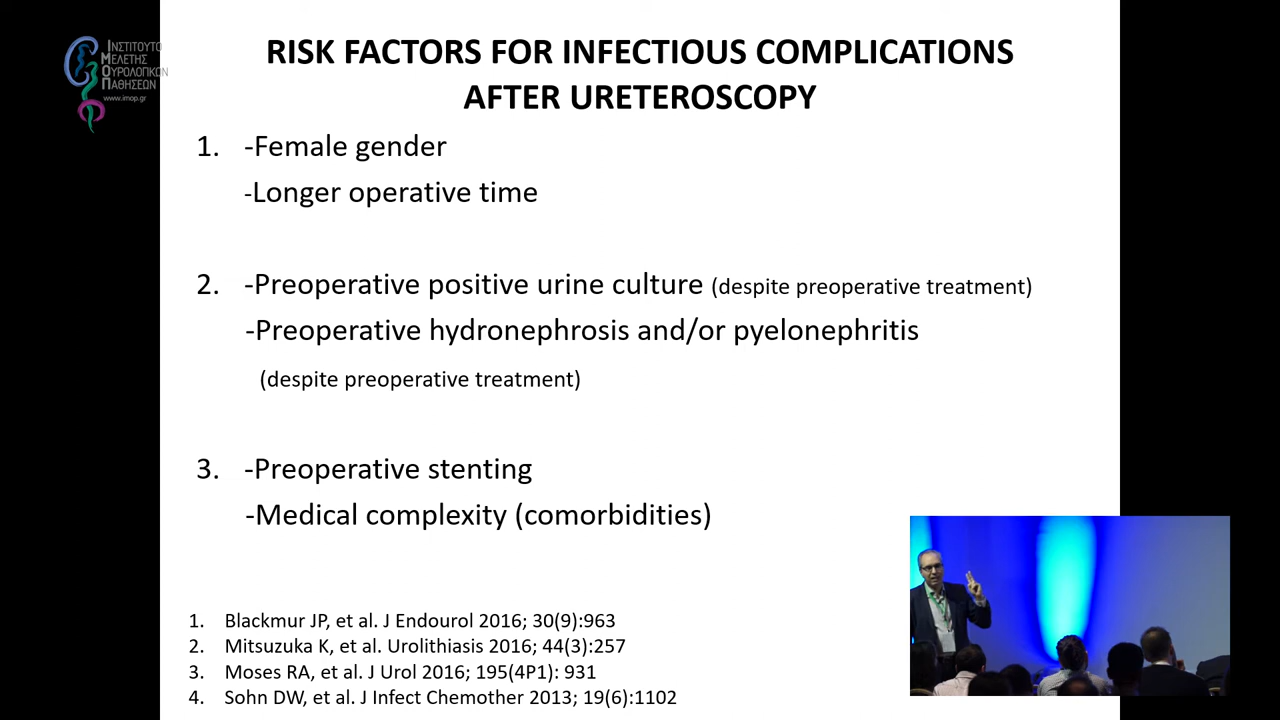 ΙΝΣΤΙΤΟΥΤΟ
ΜΕΛΕΤΗΣ
ΟΥΡΟΛΟΓΙΚΩΝ
ΠΑΘΗΣΕΩΝ
www.imop.gr
RISK FACTORS FOR INFECTIOUS COMPLICATIONS
AFTER URETEROSCOPY
1. -Female gender
-Longer operative time
2. -Preoperative positive urine culture (despite preoperative treatment)
-Preoperative hydronephrosis and/or pyelonephritis
(despite preoperative treatment)
3. -Preoperative stenting
-Medical complexity (comorbidities)
1. Blackmur JP, et al. J Endourol 2016; 30(9):963
2. Mitsuzuka K, et al. Urolithiasis 2016; 44(3):257
3. Moses RA, et al. J Urol 2016; 195(4P1): 931
4. Sohn DW, et al. J Infect Chemother 2013; 19(6):1102